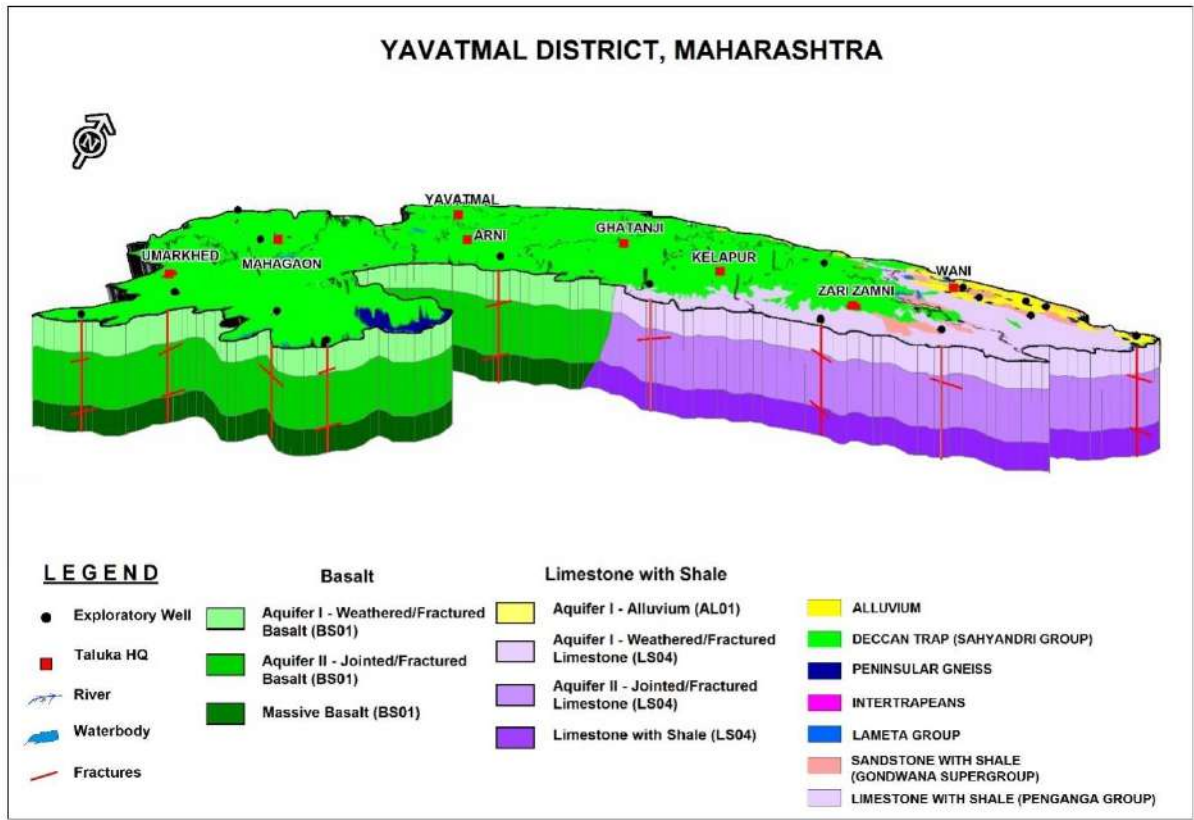 YAVATMAL DISTRICT, MAHARASHTRA
N
YAVATMAL
ARNI
GHATANJI
UMARKHED
MAHAGAON
KELAPUR
WANI
ZARI ZAMNI
LEGEND
Exploratory Well
Taluka HQ
River
Waterbody
Fractures
Basalt
Aquifer I - Weathered/Fractured
Basalt (BS01)
Aquifer II - Jointed/Fractured
Basalt (BS01)
Massive Basalt (BS01)
Limestone with Shale
Aquifer I - Alluvium (AL01)
Aquifer I - Weathered/Fractured
Limestone (LS04)
Aquifer II - Jointed/Fractured
Limestone (LS04)
Limestone with Shale (LS04)
ALLUVIUM
DECCAN TRAP (SAHYANDRI GROUP)
PENINSULAR GNEISS
INTERTRAPEANS
LAMETA GROUP
SANDSTONE WITH SHALE
(GONDWANA SUPERGROUP)
LIMESTONE WITH SHALE (PENGANGA GROUP)